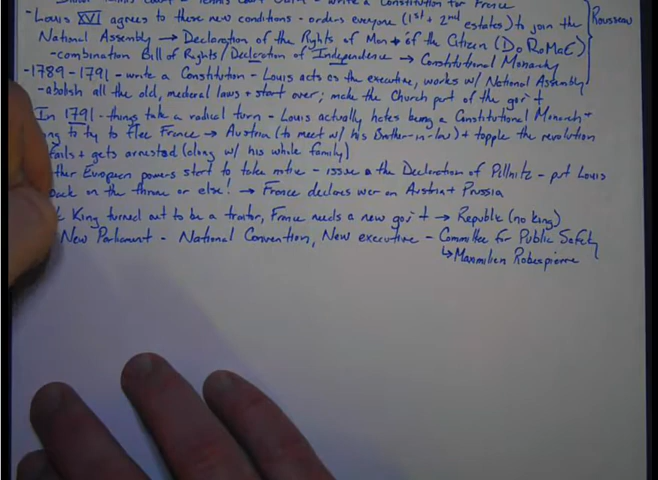 write a Constitution for France
-Louis XVI agrees to these new conditions - orders everyone (1st + 2nd estates) to join the
Rousseau
National Assembly → Declaration of the Rights of Man + of the Citizen (DoRoMaC)
-combination Bill of Rights / Declaration of Independence → Constitutional Monarchy
-1789-1791 - write a Constitution - Louis acts as the executive, works w/ National Assembly
-abolish all the old, medieval laws + start over; make the Church part of the gov't
In 1791 - things take a radical turn - Louis actually hates being a Constitutional Monarch +
to try to flee France → Austria (to meet w/ his Brother-in-law) + topple the revolution
fails + gets arrested (along w/ his whole family)
ther European powers start to take notice - issue the Declaration of Pillnitz - put Louis
back on the throne or else! → France declares war on Austria + Prussia
King turned out to be a traitor, France needs a new gov't → Republic (no king)
New Parliament - National Convention, New executive - Committee for Public Safety
↳ Maximilien Robespierre